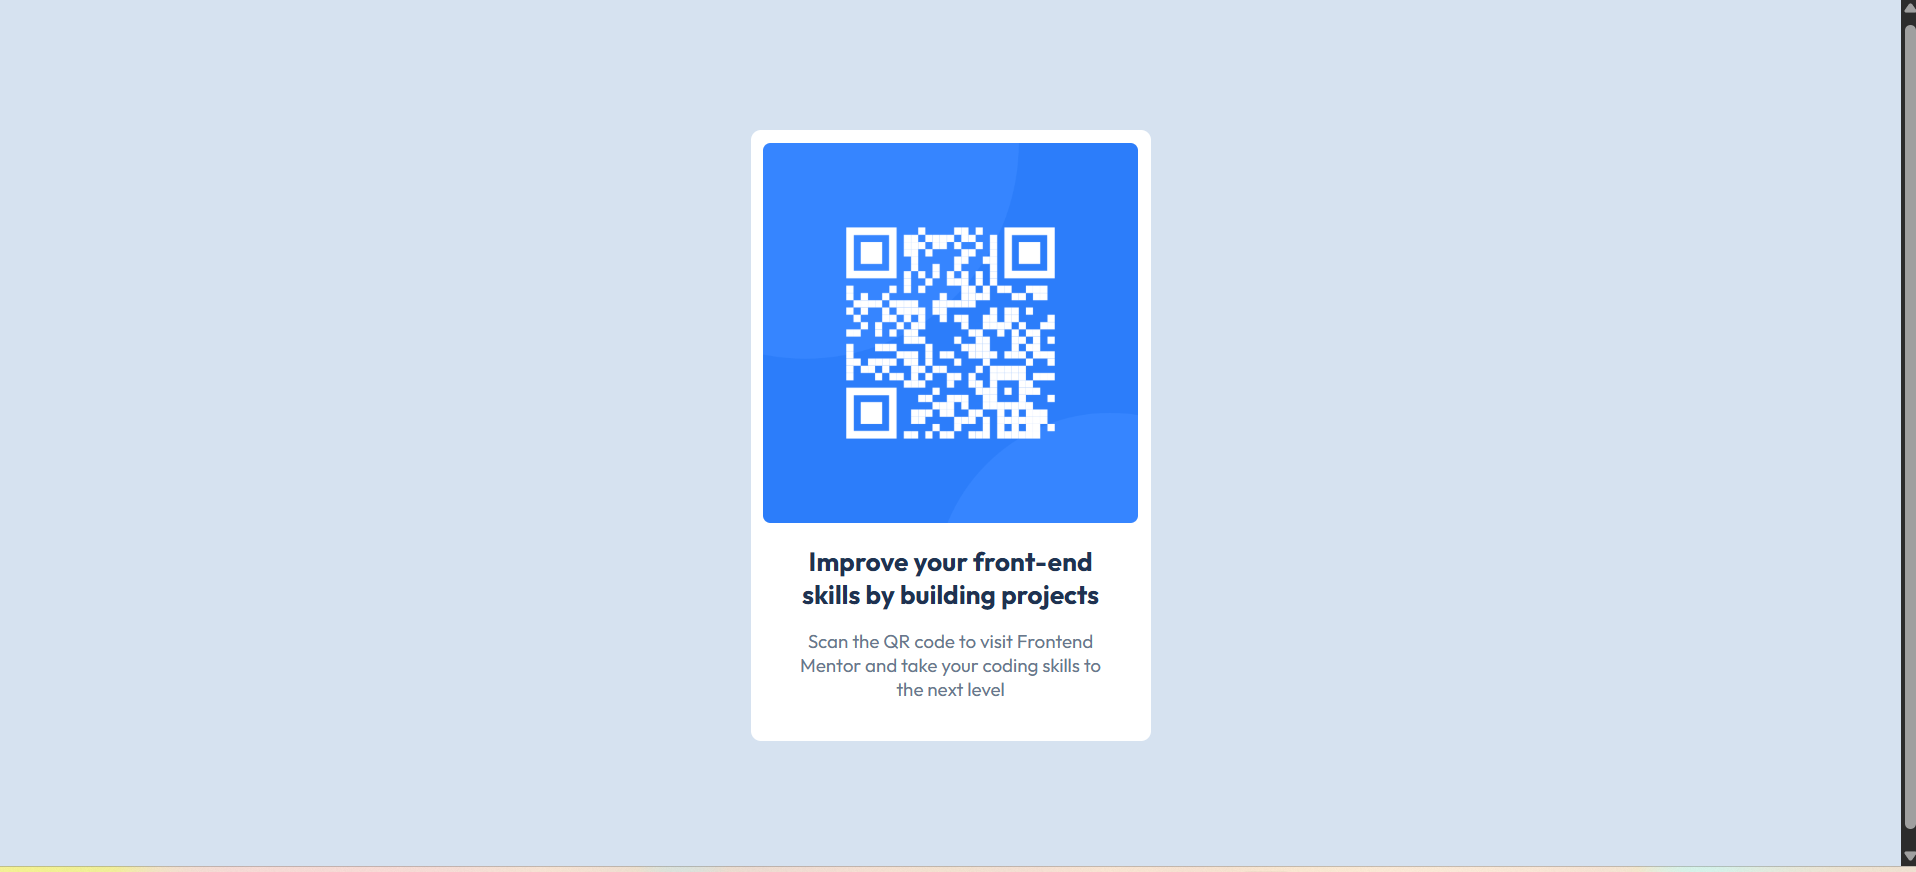 Improve your front-end
skills by building projects
Scan the QR code to visit Frontend
Mentor and take your coding skills to
the next level